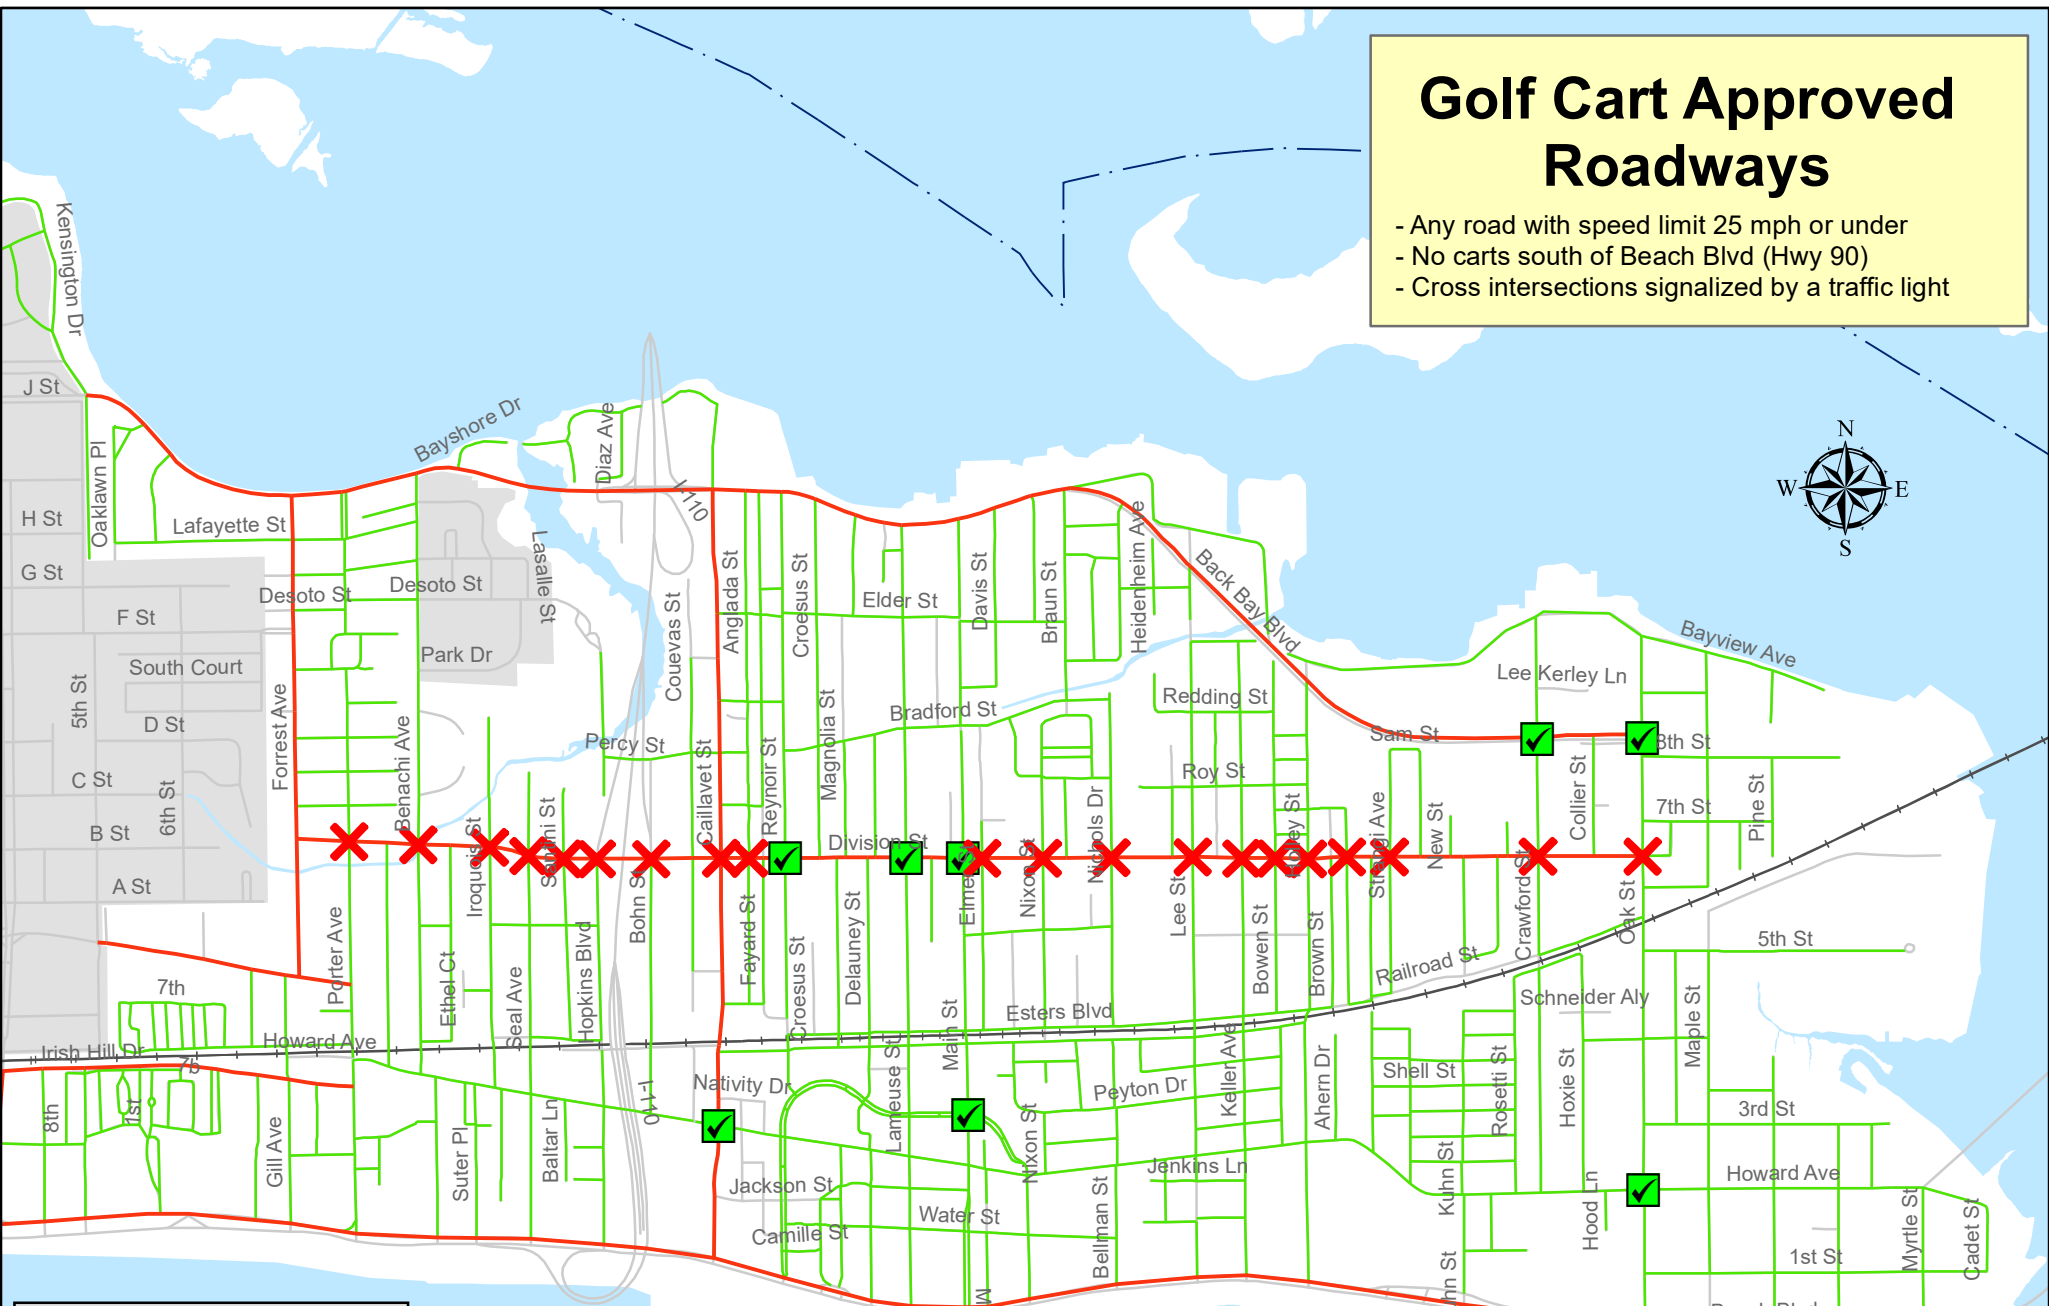 Golf Cart Approved
Roadways
- Any road with speed limit 25 mph or under
- No carts south of Beach Blvd (Hwy 90)
- Cross intersections signalized by a traffic light
N
W
E
S
Kensington Dr
J St
Bayshore Dr
Diaz Ave
Oaklawn Pl
I-110
H St
Lafayette St
Lasalle St
Heidenheim Ave
G St
Desoto St
Desoto St
Anglada St
Croesus St
Elder St
Davis St
Braun St
Back Bay Blvd
F St
Couevas St
Bayview Ave
South Court
Park Dr
5th St
Lee Kerley Ln
Forrest Ave
Magnolia St
Bradford St
Redding St
D St
Benachi Ave
Percy St
Caillavet St
Reynoir St
Sam St
8th St
C St
6th St
Roy St
Collier St
Pine St
7th St
B St
Iroquois St
Santini St
Division St
Nichols Dr
Holley St
Strangi Ave
New St
A St
Porter Ave
Bohn St
Fayard St
Delauney St
Elmer St
Nixon St
Lee St
Bowen St
Brown St
Crawford St
Oak St
5th St
Ethel Ct
Seal Ave
Hopkins Blvd
Croesus St
Railroad St
7th
Esters Blvd
Schneider Aly
Maple St
Irish Hill Dr
Howard Ave
7th
Main St
Lameuse St
Nativity Dr
Peyton Dr
Keller Ave
Ahern Dr
Shell St
Rosetti St
Hoxie St
8th
1st
I-110
3rd St
Gill Ave
Suter Pl
Baltar Ln
Nixon St
Jenkins Ln
Kuhn St
Hood Ln
Howard Ave
Jackson St
Water St
Camille St
Bellman St
Myrtle St
Cadet St
1st St